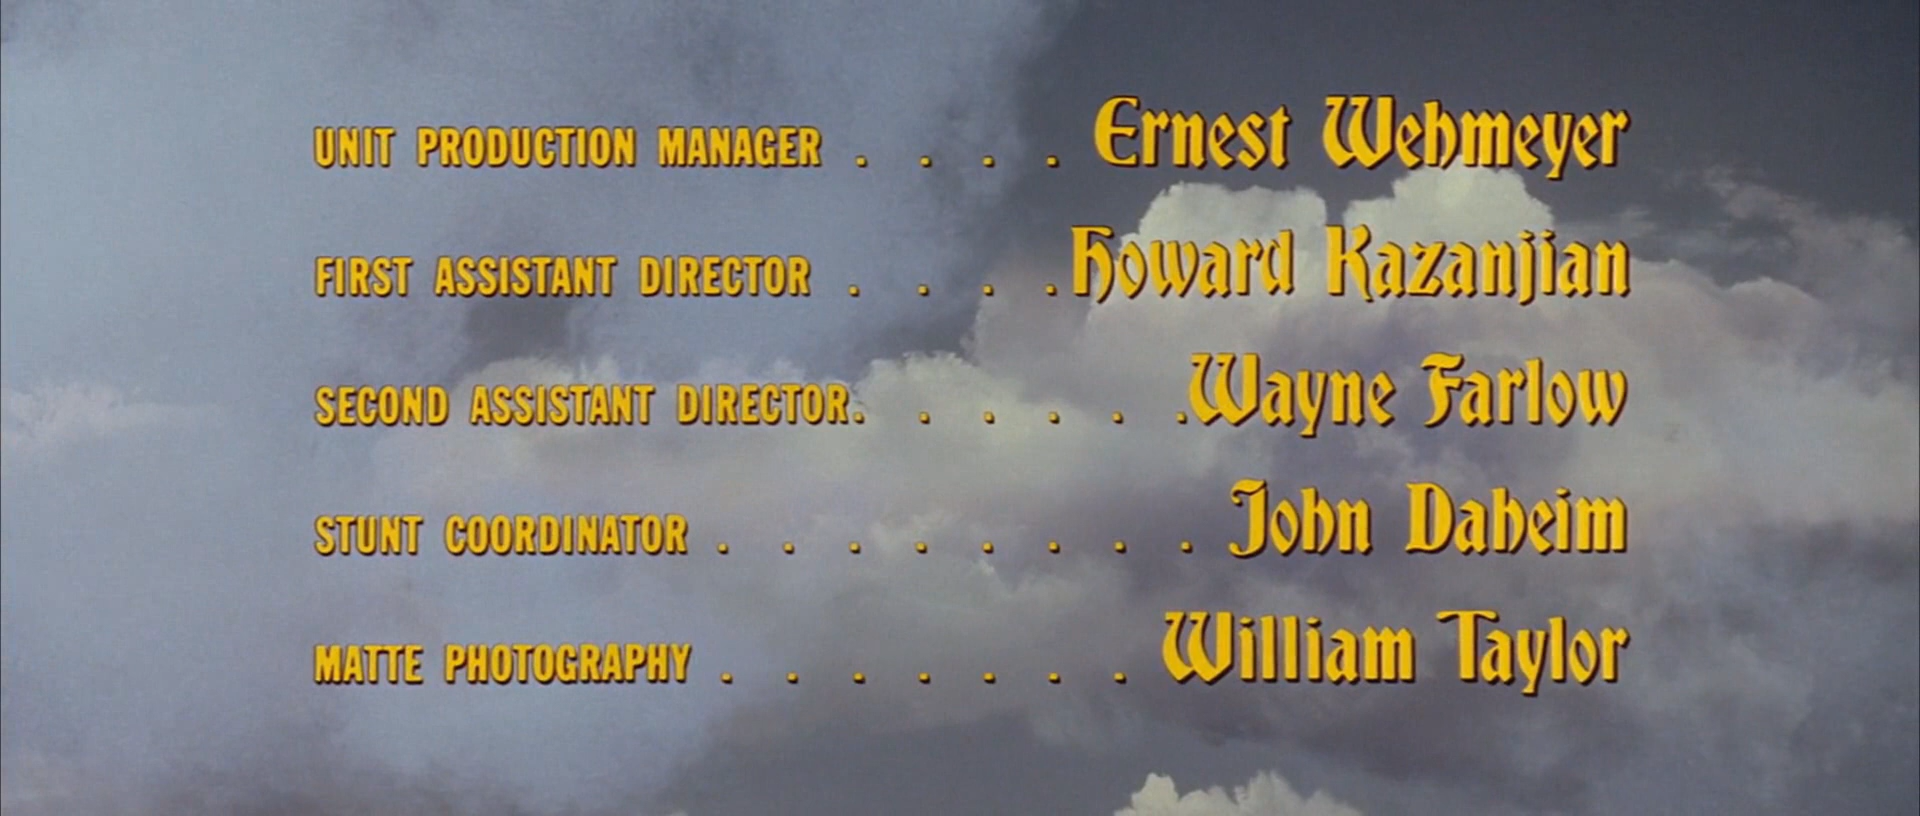 UNIT PRODUCTION MANAGER . . . . Ernest Wehmeyer
FIRST ASSISTANT DIRECTOR . . . . Howard Kazanjian
SECOND ASSISTANT DIRECTOR. . . . . . Wayne Farlow
STUNT COORDINATOR . . . . . . . . John Daheim
MATTE PHOTOGRAPHY . . . . . . . William Taylor